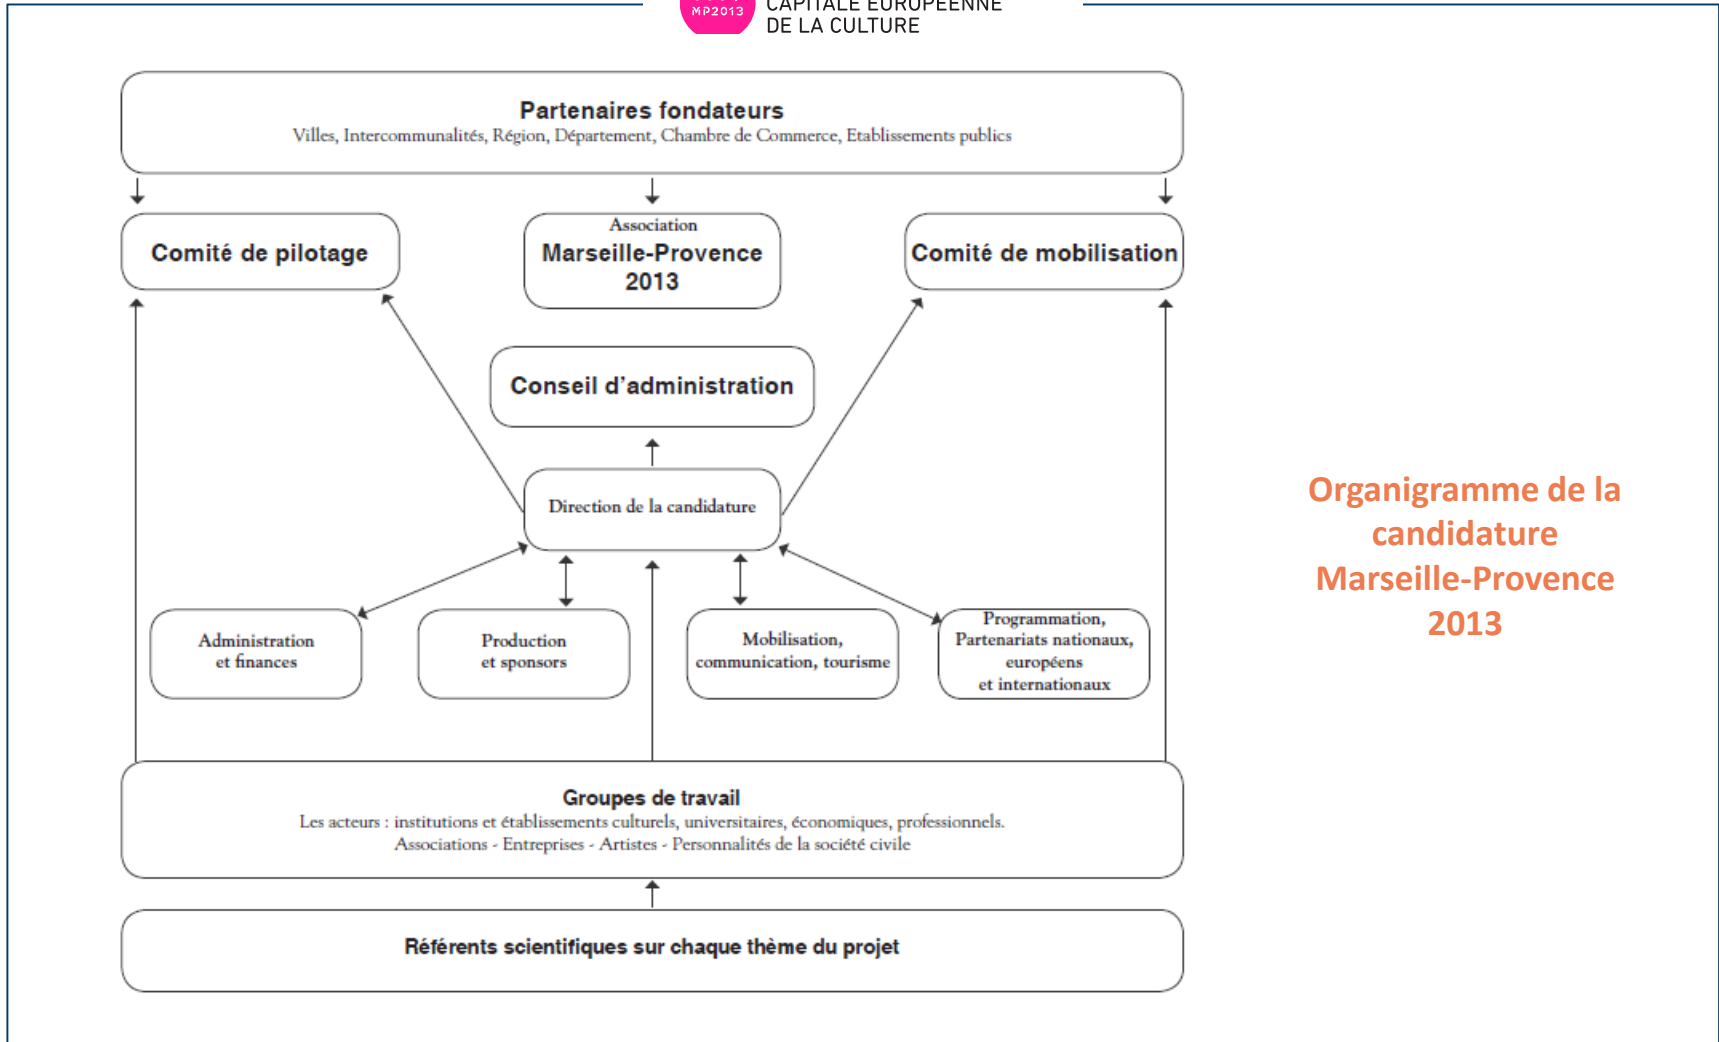 MP2013
CAPITALE EUROPÉENNE
DE LA CULTURE
Partenaires fondateurs
Villes, Intercommunalités, Région, Département, Chambre de Commerce, Etablissements publics
Comité de pilotage
Association
Marseille-Provence
2013
Comité de mobilisation
Conseil d’administration
Direction de la candidature
Organigramme de la
candidature
Marseille-Provence
2013
Administration
et finances
Production
et sponsors
Mobilisation,
communication, tourisme
Programmation,
Partenariats nationaux,
européens
et internationaux
Groupes de travail
Les acteurs : institutions et établissements culturels, universitaires, économiques, professionnels.
Associations - Entreprises - Artistes - Personnalités de la société civile
Référents scientifiques sur chaque thème du projet